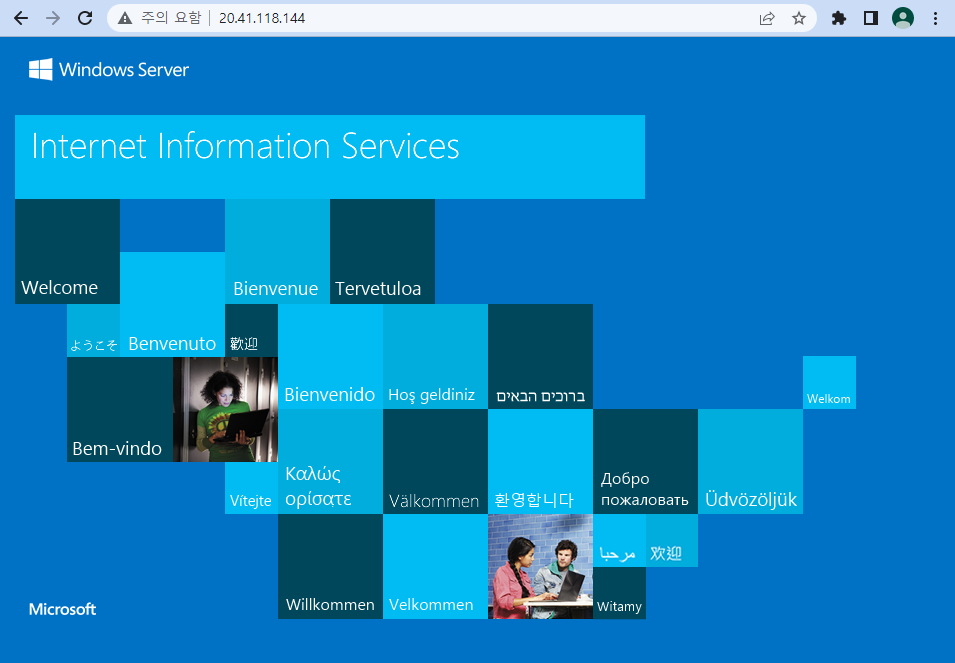 주의 요함 20.41.118.144
Windows Server
Internet Information Services
Welcome
Bienvenue
Tervetuloa
ようこそ
Benvenuto
歡迎
Bienvenido
Hoş geldiniz
ברוכים הבאים
Welkom
Bem-vindo
Vítejte
Καλώς
ορίσατε
Välkommen
환영합니다
Добро
пожаловать
Üdvözöljük
Willkommen
Velkommen
مرحبا
欢迎
Witamy
Microsoft